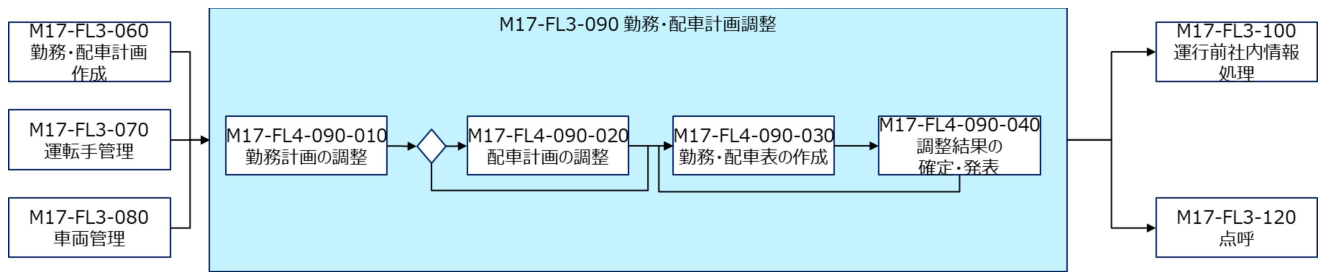 M17-FL3-090 勤務・配車計画調整
M17-FL3-060
勤務・配車計画
作成
M17-FL3-070
運転手管理
M17-FL3-080
車両管理
M17-FL4-090-010
勤務計画の調整
M17-FL4-090-020
配車計画の調整
M17-FL4-090-030
勤務・配車表の作成
M17-FL4-090-040
調整結果の
確定・発表
M17-FL3-100
運行前社内情報
処理
M17-FL3-120
点呼